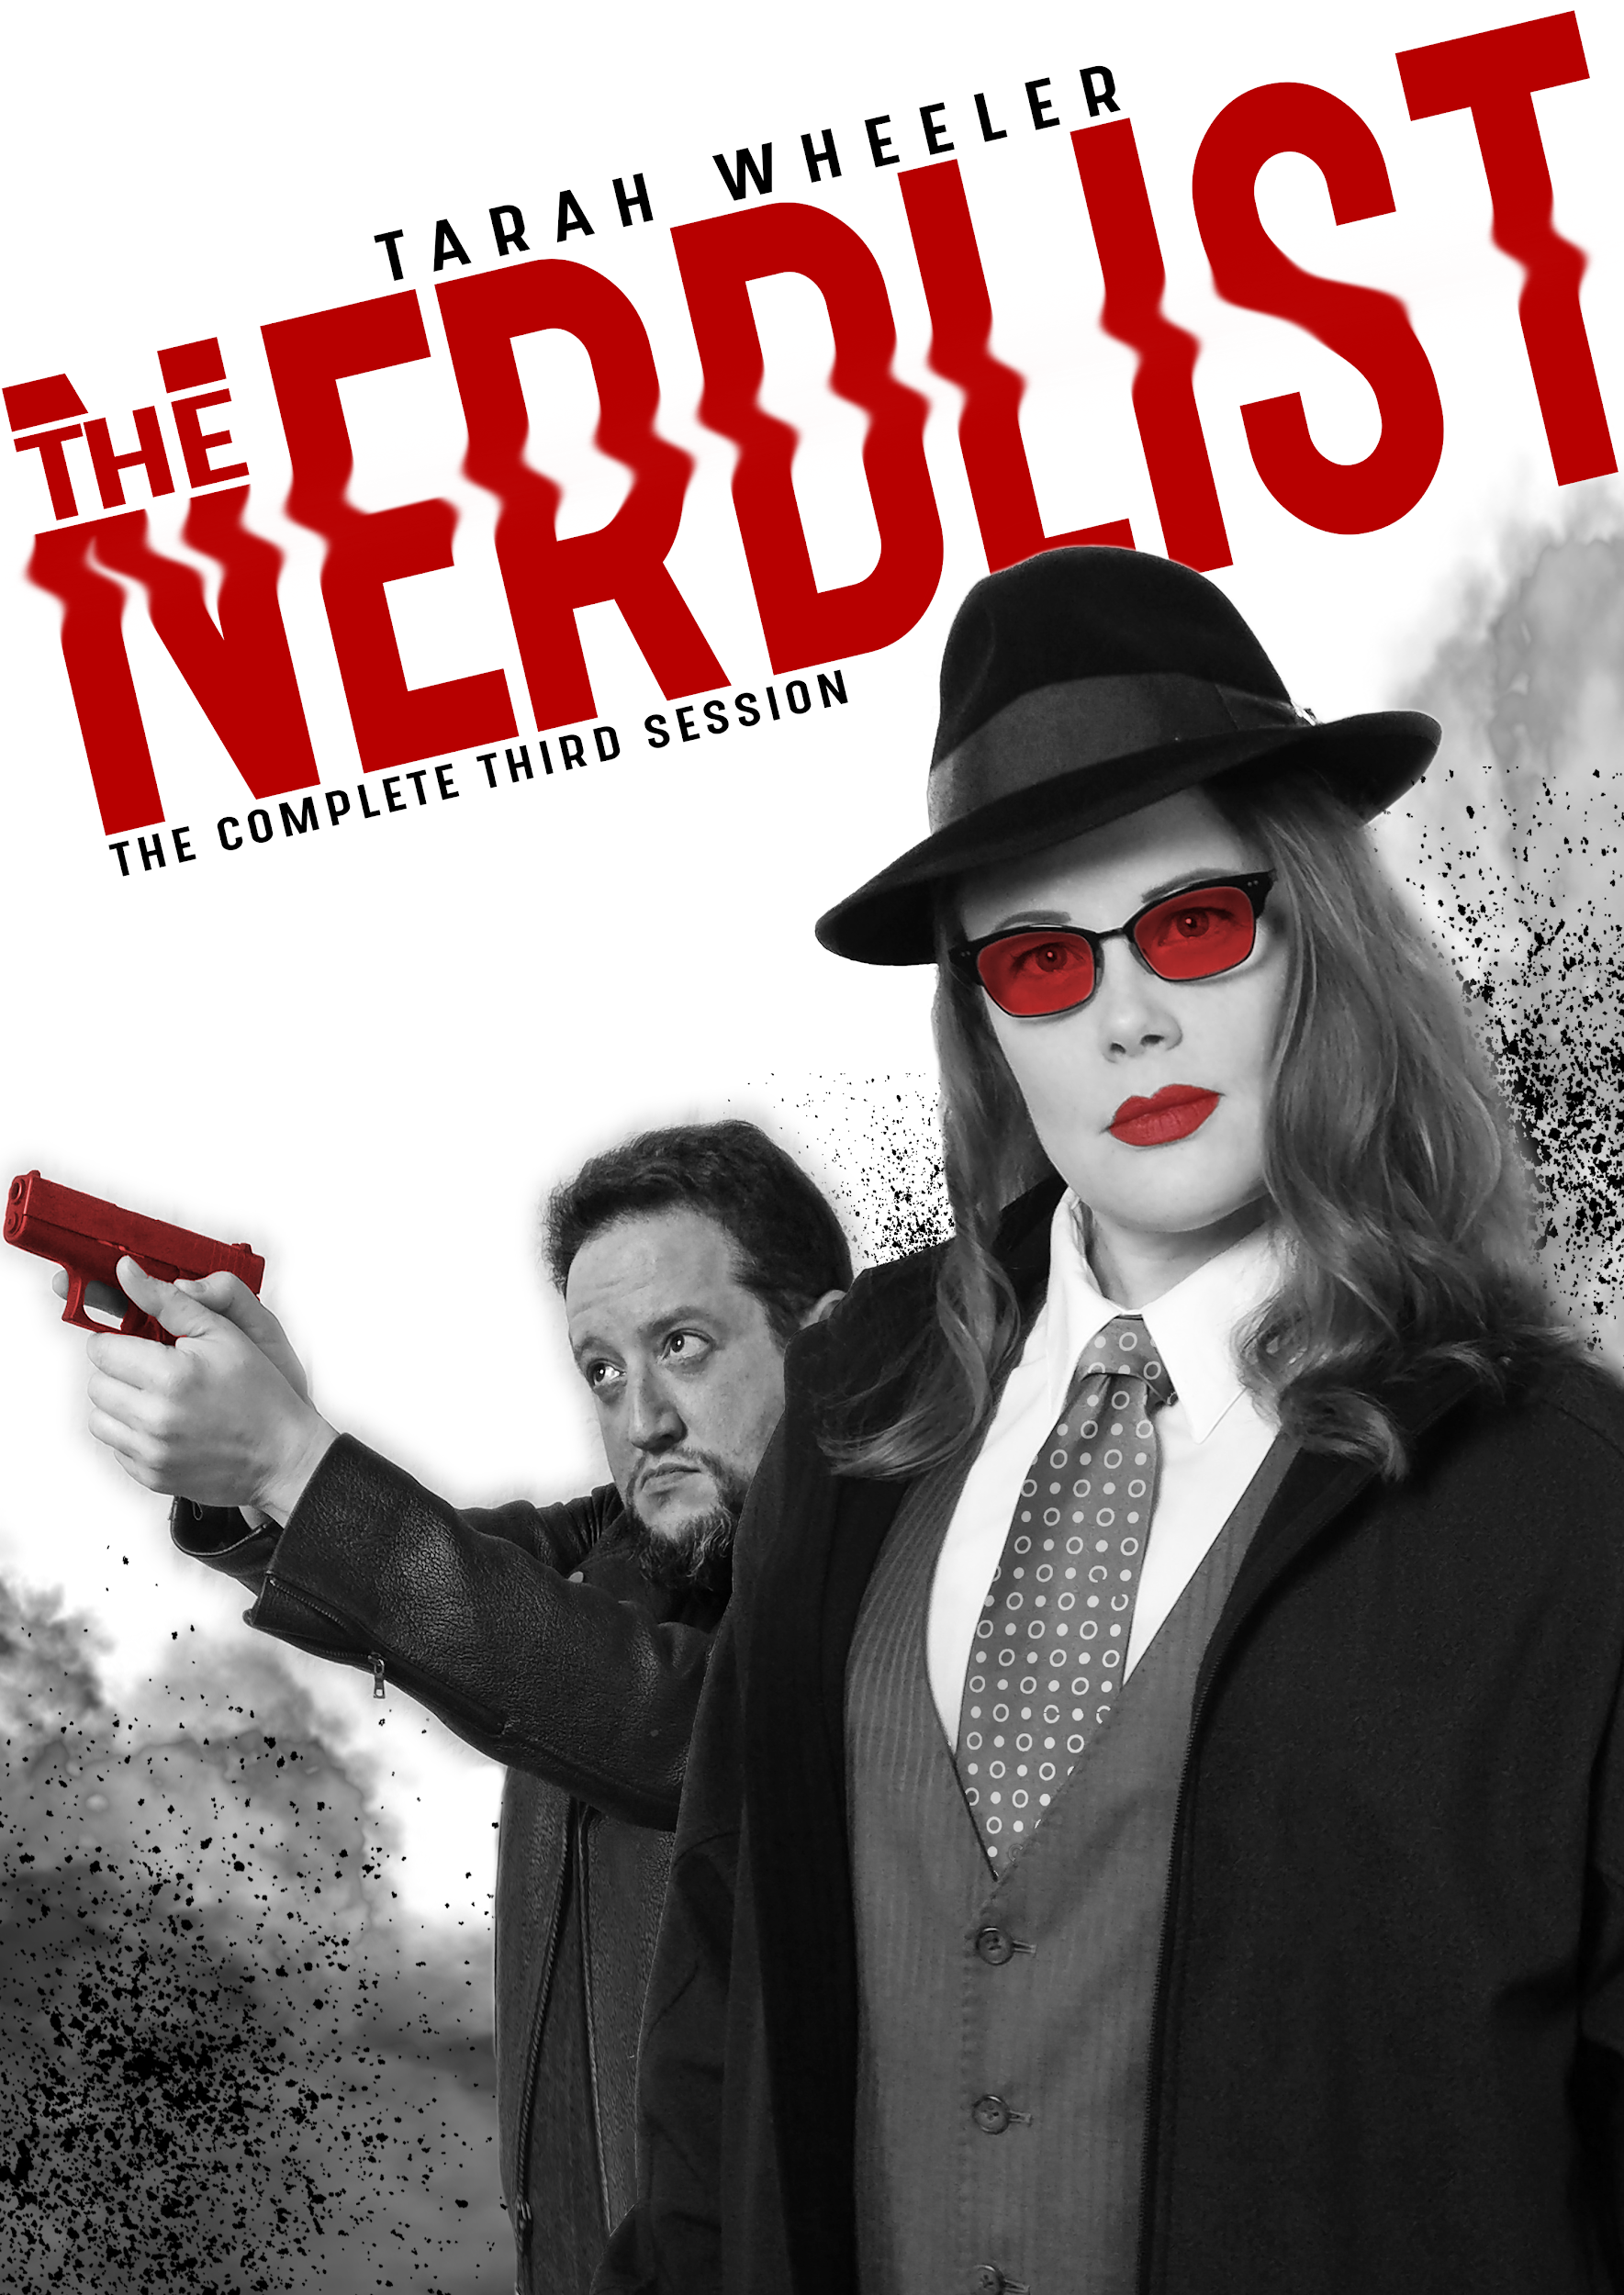 TARAH WHEELER
THE
NERDLIST
THE COMPLETE THIRD SESSION